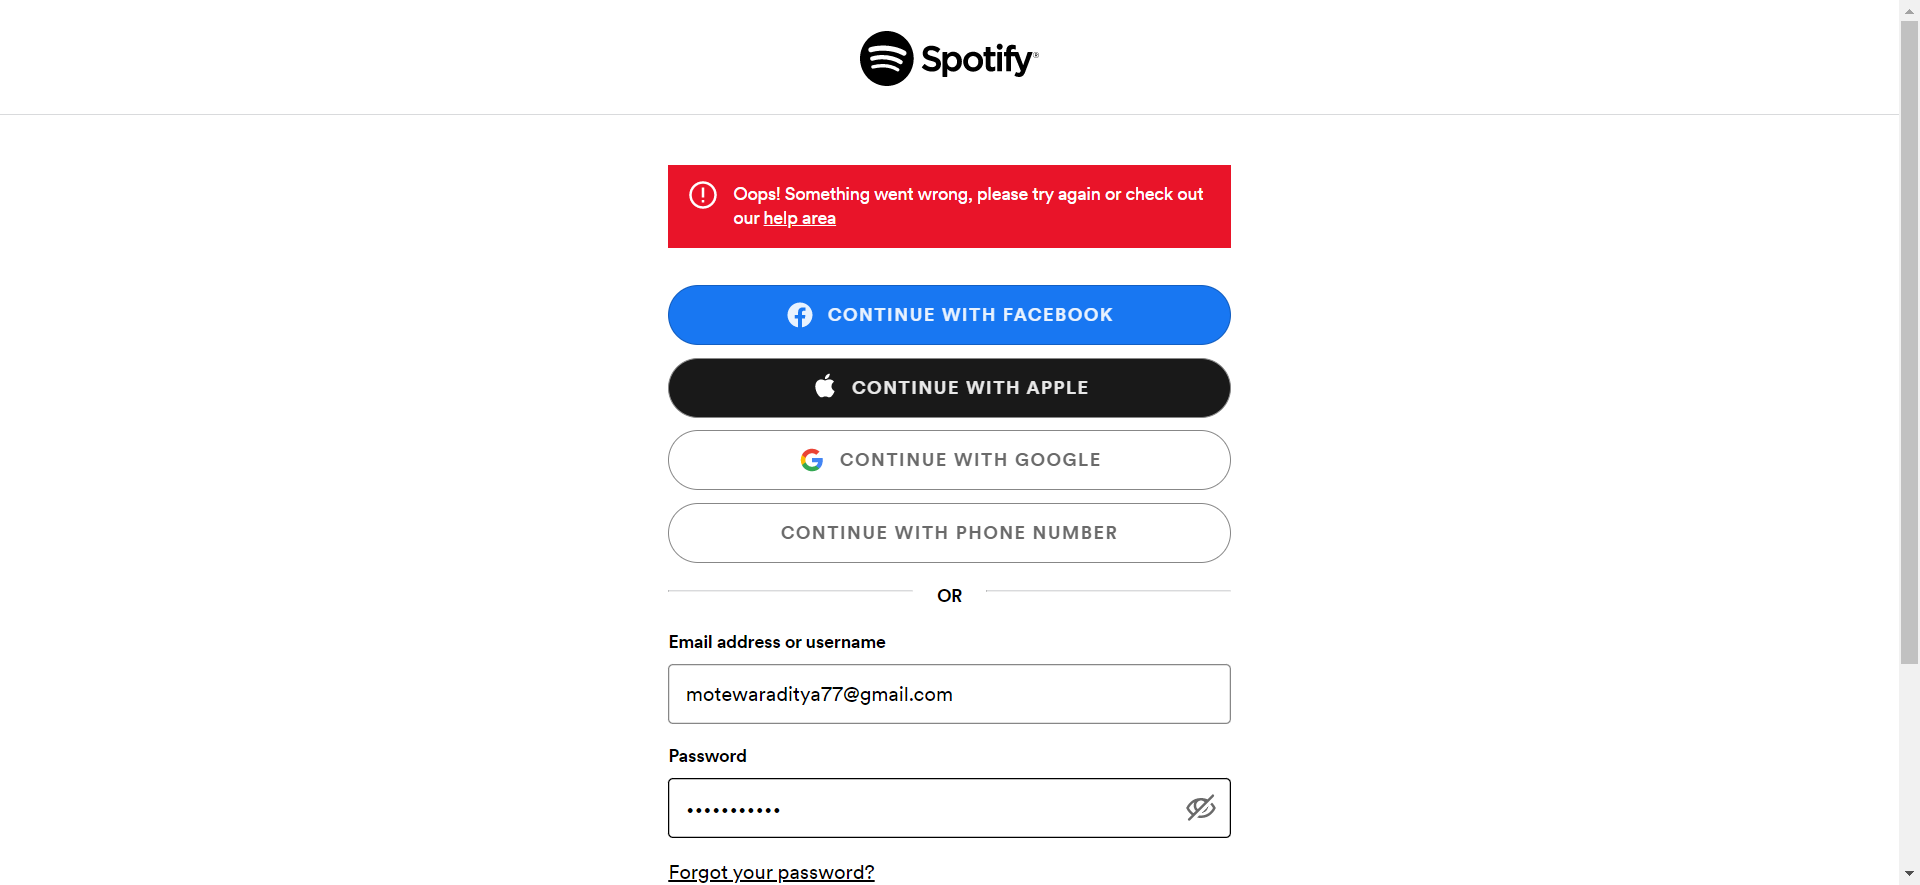 Spotify®
Oops! Something went wrong, please try again or check out
our help area
CONTINUE WITH FACEBOOK
CONTINUE WITH APPLE
CONTINUE WITH GOOGLE
CONTINUE WITH PHONE NUMBER
OR
Email address or username
motewaraditya77@gmail.com
Password
•••••••••••
Forgot your password?